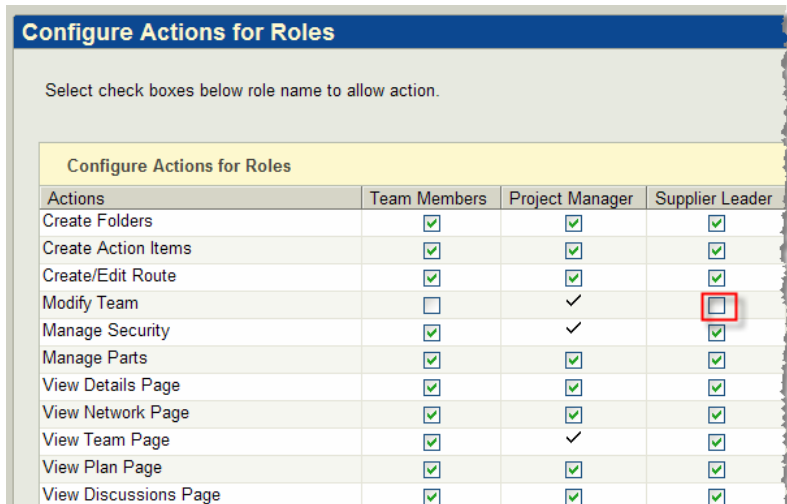 Configure Actions for Roles
Select check boxes below role name to allow action.
Configure Actions for Roles
Actions Team Members Project Manager Supplier Leader
Create Folders
Create Action Items
Create/Edit Route
Modify Team
Manage Security
Manage Parts
View Details Page
View Network Page
View Team Page
View Plan Page
View Discussions Page